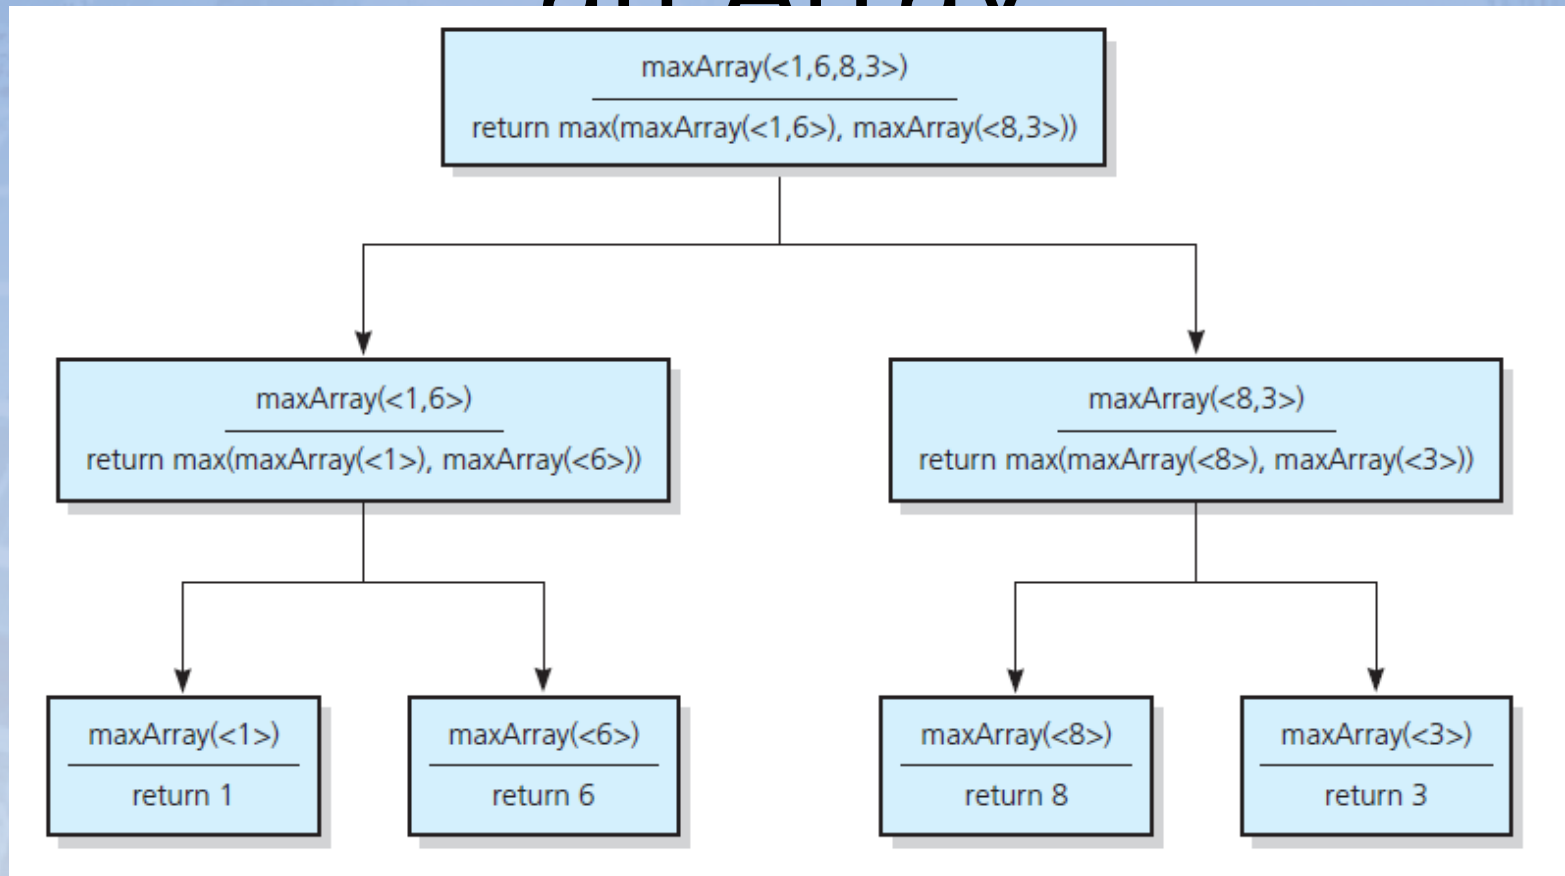 an Array
maxArray(<1,6,8,3>)
return max(maxArray(<1,6>), maxArray(<8,3>))
maxArray(<1,6>)
return max(maxArray(<1>), maxArray(<6>))
maxArray(<8,3>)
return max(maxArray(<8>), maxArray(<3>))
maxArray(<1>)
return 1
maxArray(<6>)
return 6
maxArray(<8>)
return 8
maxArray(<3>)
return 3